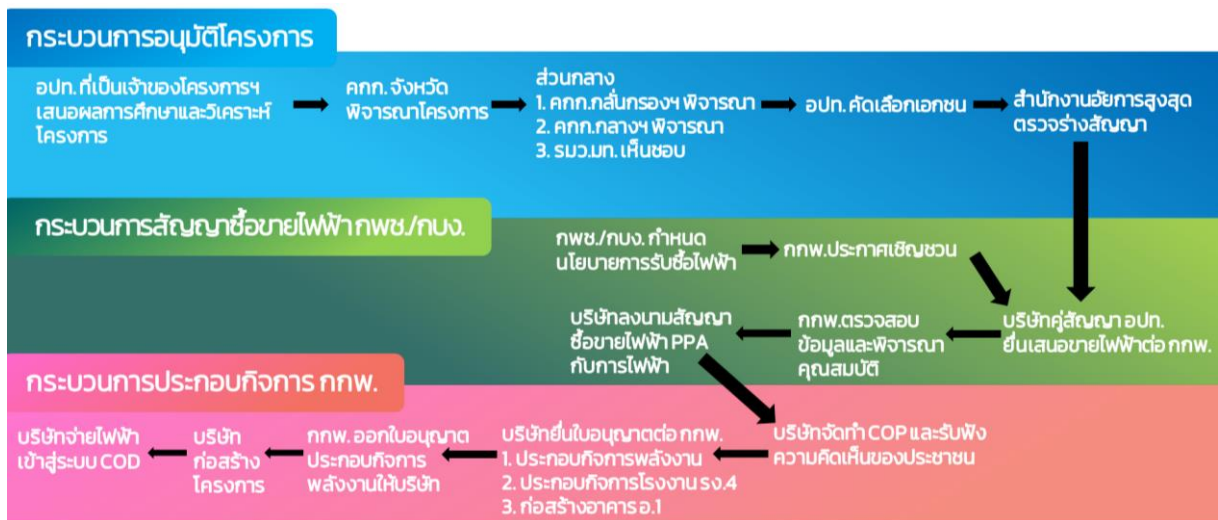 กระบวนการอนุมัติโครงการ
อปท. ที่เป็นเจ้าของโครงการฯ
เสนอผลการศึกษาและวิเคราะห์
โครงการ
คกก. จังหวัด
พิจารณาโครงการ
ส่วนกลาง
1. คกก.กลั่นกรองฯ พิจารณา
2. คกก.กลางฯ พิจารณา
3. รมว.มท. เห็นชอบ
อปท. คัดเลือกเอกชน
สำนักงานอัยการสูงสุด
ตรวจร่างสัญญา
กระบวนการสัญญาซื้อขายไฟฟ้า กพช./กบง.
กพช./กบง. กำหนด
นโยบายการรับซื้อไฟฟ้า
กกพ.ประกาศเชิญชวน
บริษัทคู่สัญญา อปท.
ยื่นเสนอขายไฟฟ้าต่อ กกพ.
กกพ.ตรวจสอบ
ข้อมูลและพิจารณา
คุณสมบัติ
บริษัทลงนามสัญญา
ซื้อขายไฟฟ้า PPA
กับการไฟฟ้า
กระบวนการประกอบกิจการ กกพ.
บริษัทจัดทำ COP และรับฟัง
ความคิดเห็นของประชาชน
บริษัทยื่นใบอนุญาตต่อ กกพ.
1. ประกอบกิจการพลังงาน
2. ประกอบกิจการโรงงาน รง.4
3. ก่อสร้างอาคาร อ.1
กกพ. ออกใบอนุญาต
ประกอบกิจการ
พลังงานให้บริษัท
บริษัท
ก่อสร้าง
โครงการ
บริษัทจ่ายไฟฟ้า
เข้าสู่ระบบ COD